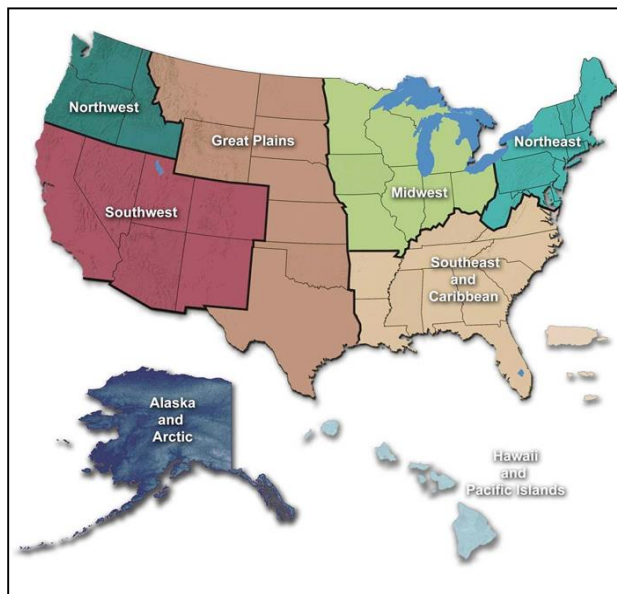 Northwest
Great Plains
Northeast
Midwest
Southwest
Southeast
and
Caribbean
Alaska
and
Arctic
Hawaii
and
Pacific Islands